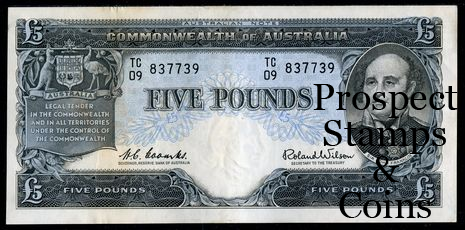 AUSTRALIAN NOTE
£5 COMMONWEALTH OF AUSTRALIA £5
TC 09 837739 TC 09 837739
AUSTRALIA
LEGAL TENDER
IN THE COMMONWEALTH
AND IN ALL TERRITORIES
UNDER THE CONTROL OF
THE COMMONWEALTH
FIVE POUNDS
£5 £5
H.C. Coombs
GOVERNOR, RESERVE BANK OF AUSTRALIA
Roland Wilson
SECRETARY TO THE TREASURY
£5 FIVE POUNDS FIVE POUNDS £5
Prospect
Stamps
&
Coins